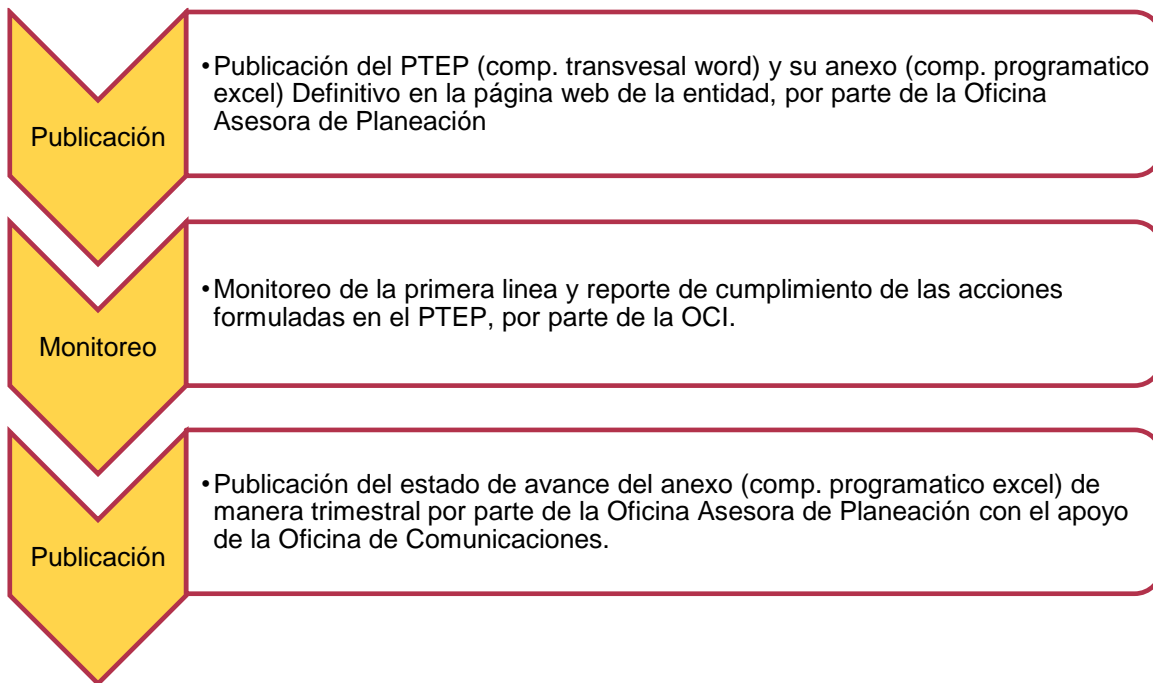 Publicación
•Publicación del PTEP (comp. transvesal word) y su anexo (comp. programatico
excel) Definitivo en la página web de la entidad, por parte de la Oficina
Asesora de Planeación
Monitoreo
•Monitoreo de la primera linea y reporte de cumplimiento de las acciones
formuladas en el PTEP, por parte de la OCI.
Publicación
•Publicación del estado de avance del anexo (comp. programatico excel) de
manera trimestral por parte de la Oficina Asesora de Planeación con el apoyo
de la Oficina de Comunicaciones.